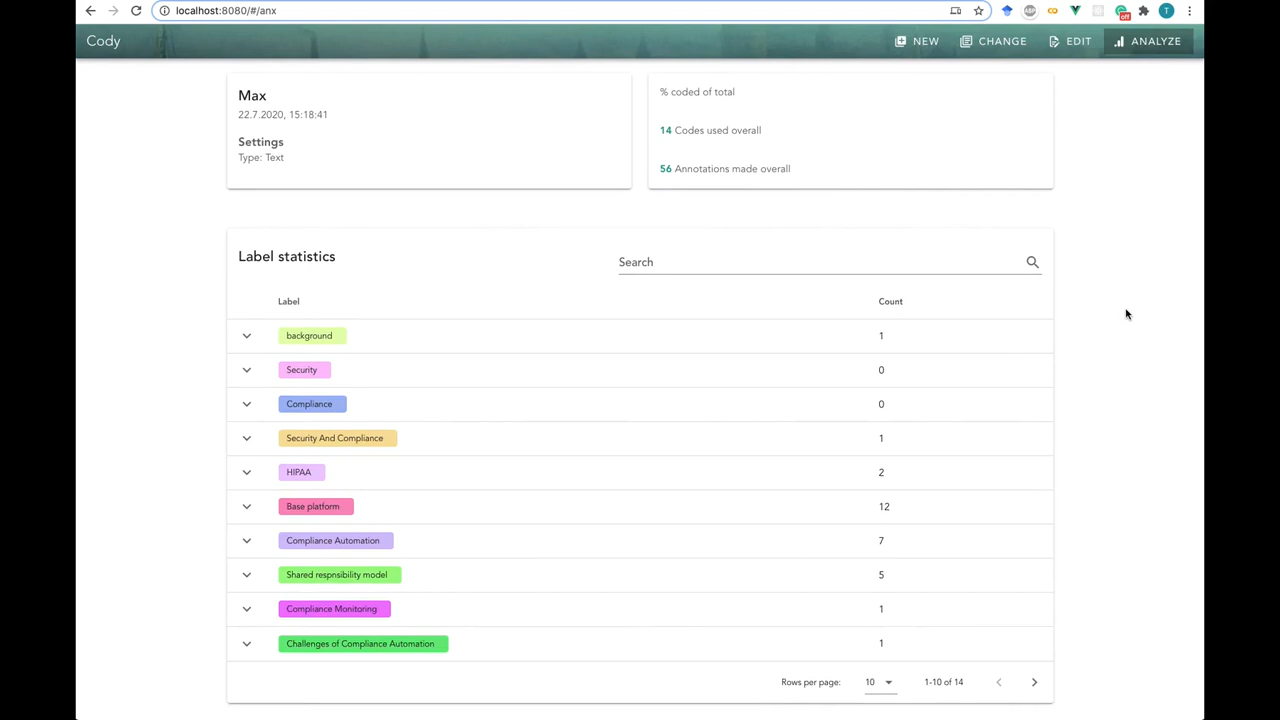 localhost:8080/#/anx
ABP
off
T
Cody
NEW
CHANGE
EDIT
ANALYZE
Max
22.7.2020, 15:18:41
Settings
Type: Text
% coded of total
14 Codes used overall
56 Annotations made overall
Label statistics
Search
Label Count
background 1
Security 0
Compliance 0
Security And Compliance 1
HIPAA 2
Base platform 12
Compliance Automation 7
Shared respnsibility model 5
Compliance Monitoring 1
Challenges of Compliance Automation 1
Rows per page: 10 1-10 of 14